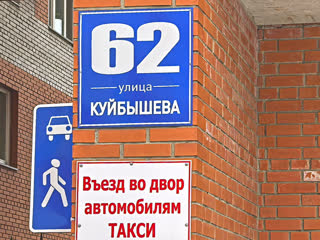 62
улица
КУЙБЫШЕВА
Въезд во двор
автомобилям
ТАКСИ